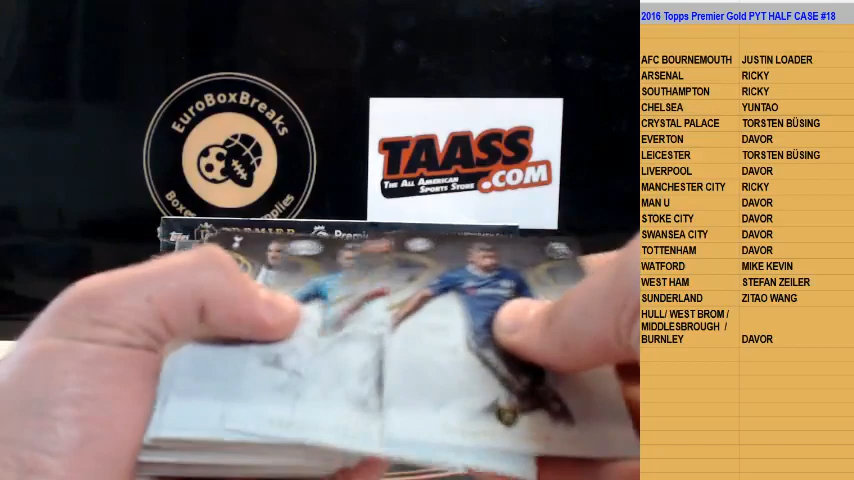 EuroBoxBreaks
TAASS
THE ALL AMERICAN
SPORTS STORE
.COM
Topps
PREMIER
2016 Topps Premier Gold PYT HALF CASE #18
AFC BOURNEMOUTH JUSTIN LOADER
ARSENAL RICKY
SOUTHAMPTON RICKY
CHELSEA YUNTAO
CRYSTAL PALACE TORSTEN BÜSING
EVERTON DAVOR
LEICESTER TORSTEN BÜSING
LIVERPOOL DAVOR
MANCHESTER CITY RICKY
MAN U DAVOR
STOKE CITY DAVOR
SWANSEA CITY DAVOR
TOTTENHAM DAVOR
WATFORD MIKE KEVIN
WEST HAM STEFAN ZEILER
SUNDERLAND ZITAO WANG
HULL/ WEST BROM /
MIDDLESBROUGH /
BURNLEY DAVOR